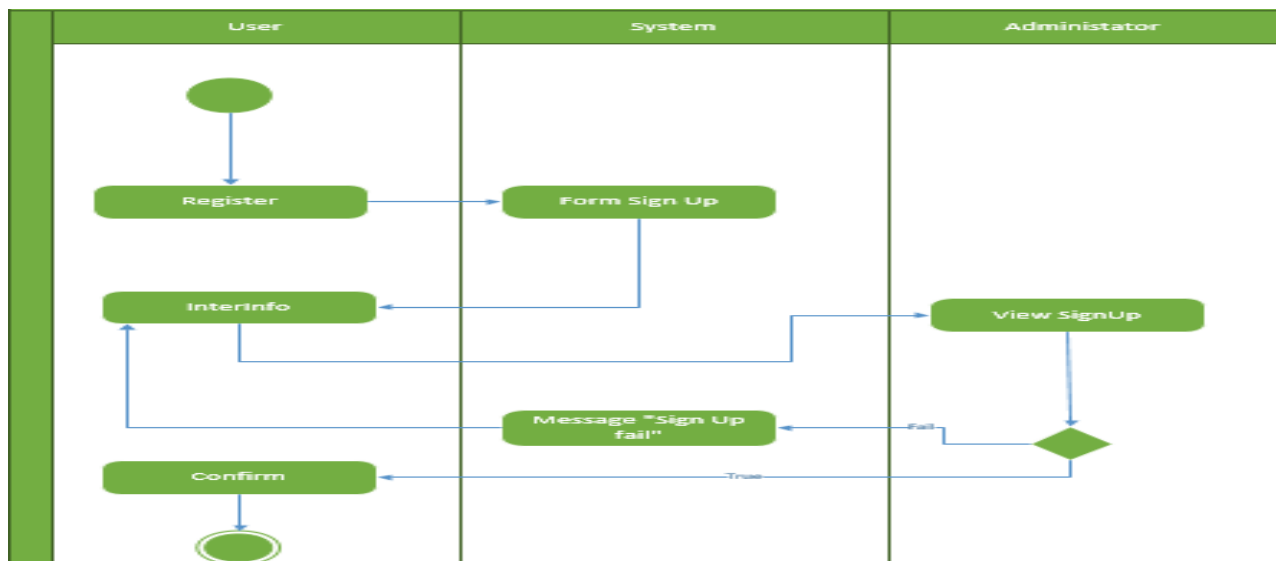 User
System
Administator
Register
Form Sign Up
InterInfo
View SignUp
Message "Sign Up
fail"
Fail
Confirm
True